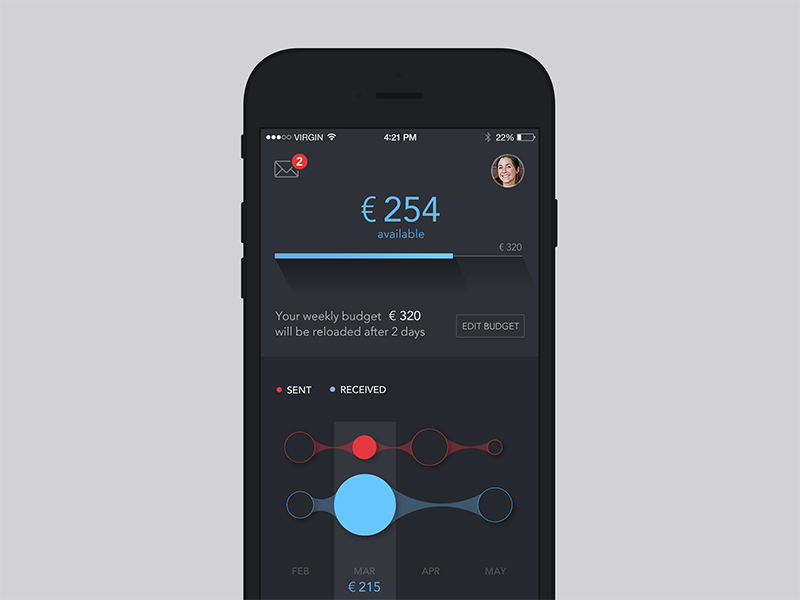 VIRGIN
4:21 PM
22%
2
€ 254
available
€ 320
Your weekly budget € 320
will be reloaded after 2 days
EDIT BUDGET
SENT
RECEIVED
FEB
MAR
APR
MAY
€ 215